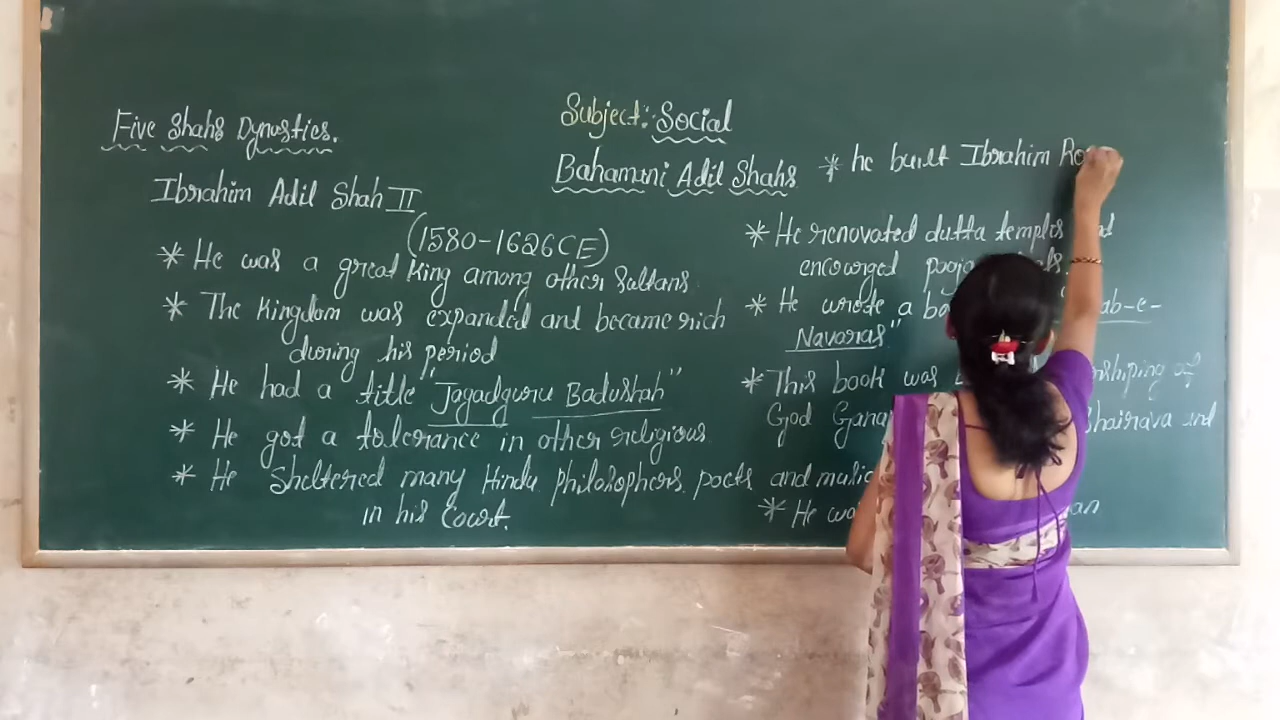 Five Shahs Dynasties.
Subject: Social
Bahamani Adil Shahs
Ibrahim Adil Shah II
(1580-1626CE)
* He was a great King among other Sultans
* The Kingdom was expanded and became rich
during his period
* He had a title "Jagadguru Badushah"
* He got a tolerance in other religious
* He Sheltered many Hindu Philosophers, poets and
in his Court.
* he built Ibrahim
* He renovated dutta temples
encourged
* He wrote a
Navaras"
* This book was of
God and
* He